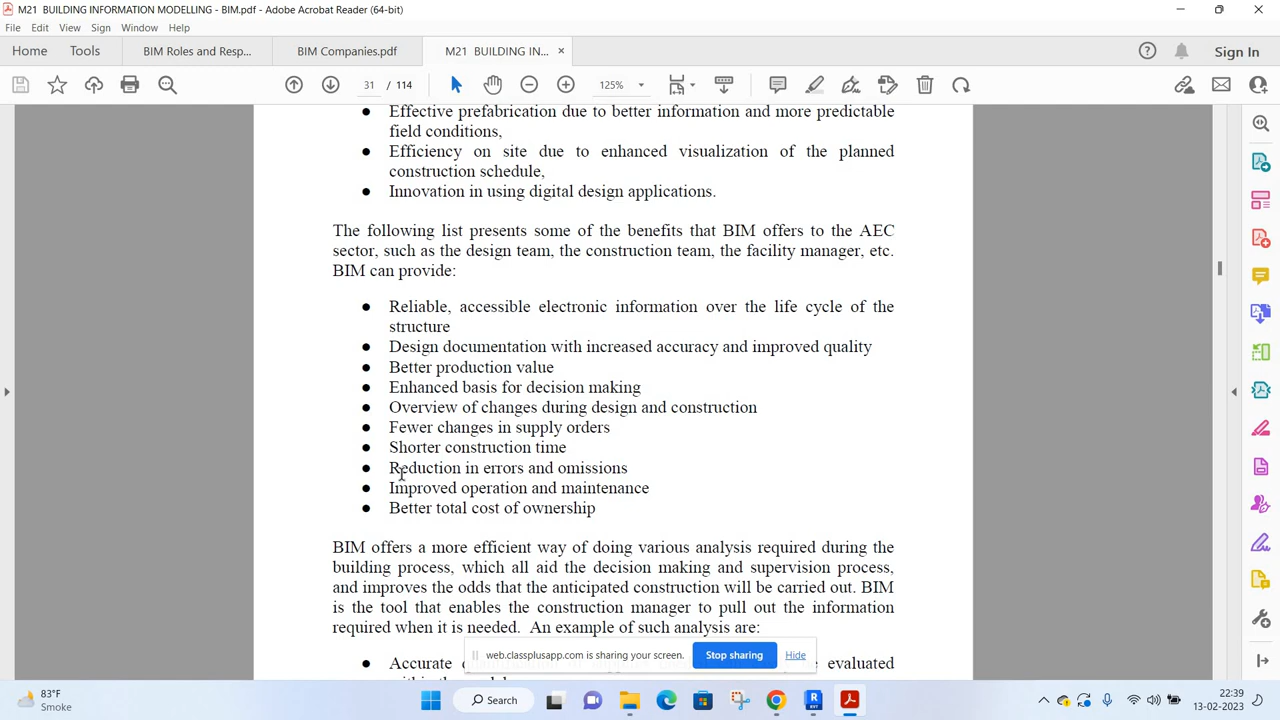 M21 BUILDING INFORMATION MODELLING - BIM.pdf - Adobe Acrobat Reader (64-bit)
File Edit View Sign Window Help
Home Tools BIM Roles and Resp... BIM Companies.pdf M21 BUILDING IN... × Sign In
31 / 114 125%
● Effective prefabrication due to better information and more predictable
field conditions,
● Efficiency on site due to enhanced visualization of the planned
construction schedule,
● Innovation in using digital design applications.
The following list presents some of the benefits that BIM offers to the AEC
sector, such as the design team, the construction team, the facility manager, etc.
BIM can provide:
● Reliable, accessible electronic information over the life cycle of the
structure
● Design documentation with increased accuracy and improved quality
● Better production value
● Enhanced basis for decision making
● Overview of changes during design and construction
● Fewer changes in supply orders
● Shorter construction time
● Reduction in errors and omissions
● Improved operation and maintenance
● Better total cost of ownership
BIM offers a more efficient way of doing various analysis required during the
building process, which all aid the decision making and supervision process,
and improves the odds that the anticipated construction will be carried out. BIM
is the tool that enables the construction manager to pull out the information
required when it is needed. An example of such analysis are:
web.classplusapp.com is sharing your screen. Stop sharing Hide
● Accurate evaluated
83°F
Smoke
Search
22:39
13-02-2023